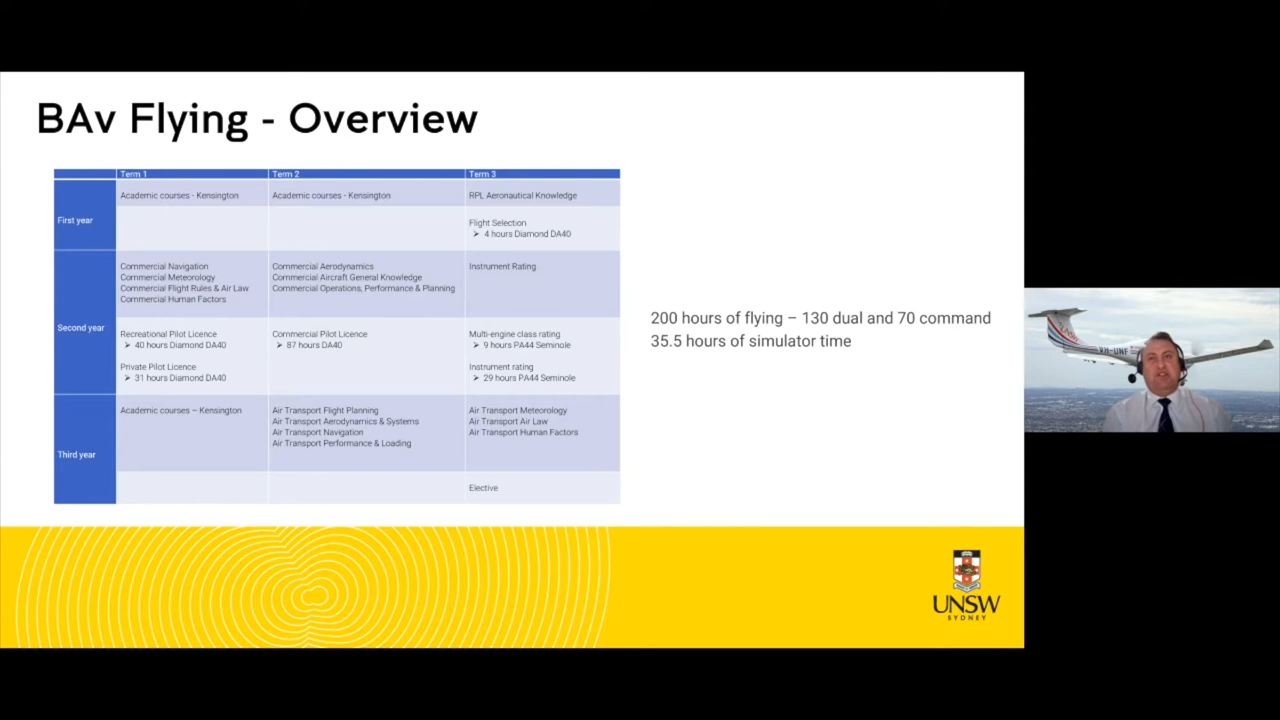 BAv Flying - Overview
Term 1
Term 2
Term 3
First year
Academic courses - Kensington
Academic courses - Kensington
RPL Aeronautical Knowledge
Flight Selection
➢ 4 hours Diamond DA40
Second year
Commercial Navigation
Commercial Meteorology
Commercial Flight Rules & Air Law
Commercial Human Factors
Commercial Aerodynamics
Commercial Aircraft General Knowledge
Commercial Operations, Performance & Planning
Instrument Rating
Recreational Pilot Licence
➢ 40 hours Diamond DA40
Private Pilot Licence
➢ 31 hours Diamond DA40
Commercial Pilot Licence
➢ 87 hours DA40
Multi-engine class rating
➢ 9 hours PA44 Seminole
Instrument rating
➢ 29 hours PA44 Seminole
Third year
Academic courses – Kensington
Air Transport Flight Planning
Air Transport Aerodynamics & Systems
Air Transport Navigation
Air Transport Performance & Loading
Air Transport Meteorology
Air Transport Air Law
Air Transport Human Factors
Elective
200 hours of flying – 130 dual and 70 command
35.5 hours of simulator time
VH-UNF
UNSW
SYDNEY